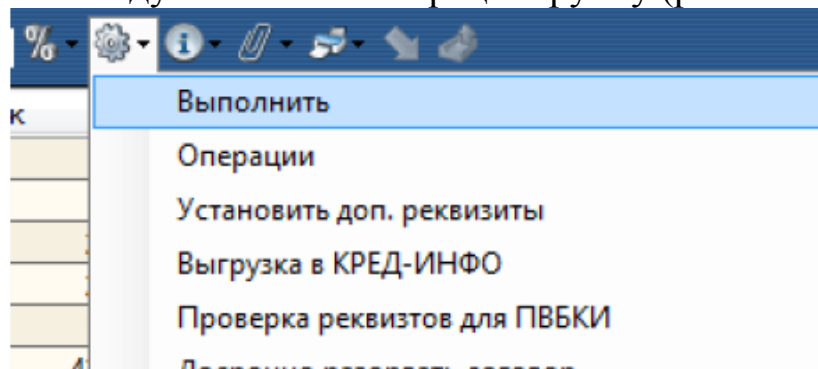 %
к
Выполнить
Операции
Установить доп. реквизиты
Выгрузка в КРЕД-ИНФО
Проверка реквизтов для ПВБКИ